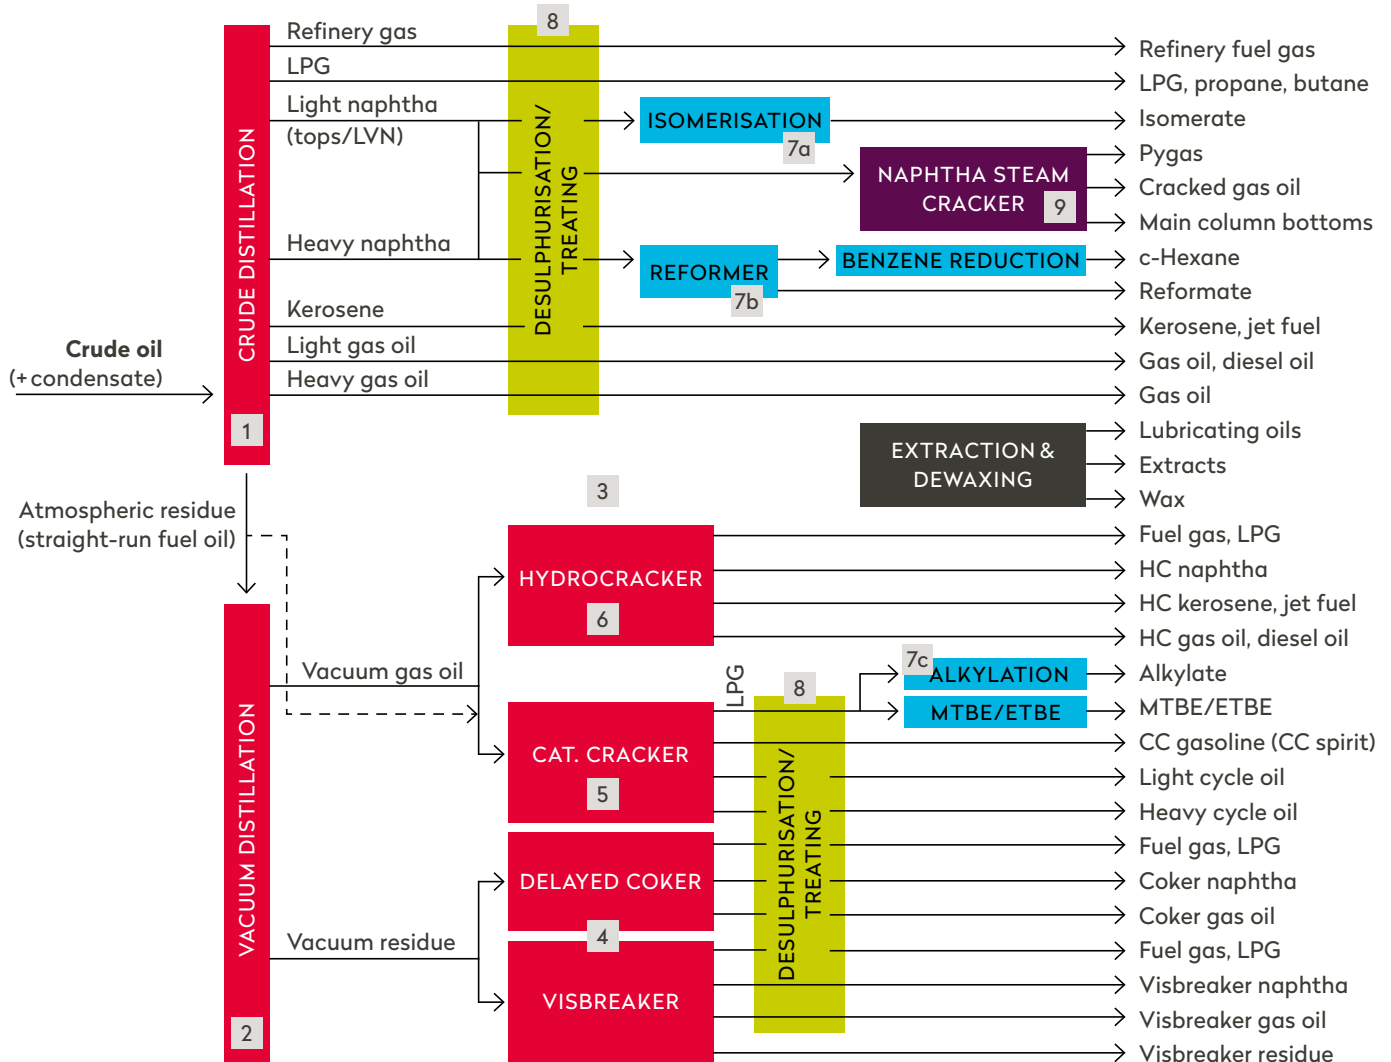 8
Refinery gas
Refinery fuel gas
LPG
LPG, propane, butane
Light naphtha
(tops/LVN)
ISOMERISATION
7a
Isomerate
Pygas
NAPHTHA STEAM
CRACKER
9
Cracked gas oil
Main column bottoms
Heavy naphtha
REFORMER
7b
BENZENE REDUCTION
c-Hexane
Reformate
DESULPHURISATION/
TREATING
CRUDE DISTILLATION
Kerosene
Kerosene, jet fuel
Crude oil
(+condensate)
Light gas oil
Gas oil, diesel oil
Heavy gas oil
Gas oil
1
EXTRACTION &
DEWAXING
Lubricating oils
Extracts
Wax
Atmospheric residue
(straight-run fuel oil)
3
HYDROCRACKER
6
Fuel gas, LPG
HC naphtha
HC kerosene, jet fuel
HC gas oil, diesel oil
Vacuum gas oil
LPG
8
7c
ALKYLATION
Alkylate
MTBE/ETBE
MTBE/ETBE
CAT. CRACKER
5
CC gasoline (CC spirit)
Light cycle oil
Heavy cycle oil
DESULPHURISATION/
TREATING
VACUUM DISTILLATION
DELAYED COKER
Fuel gas, LPG
Coker naphtha
Coker gas oil
Vacuum residue
4
VISBREAKER
Fuel gas, LPG
Visbreaker naphtha
Visbreaker gas oil
Visbreaker residue
2